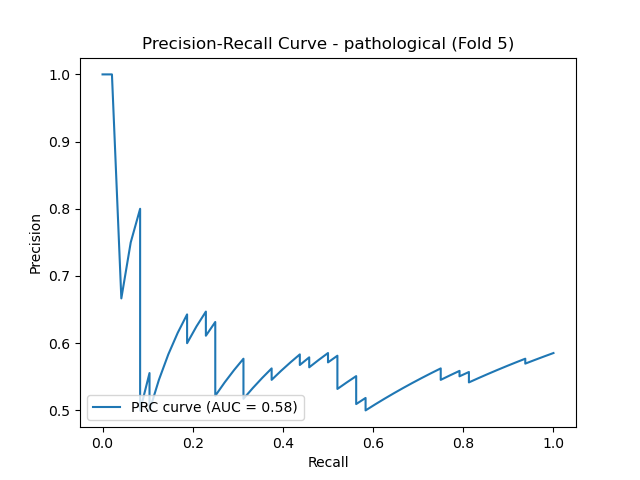 Precision-Recall Curve - pathological (Fold 5)
1.0
0.9
0.8
0.7
0.6
0.5
Precision
PRC curve (AUC = 0.58)
0.0 0.2 0.4 0.6 0.8 1.0
Recall